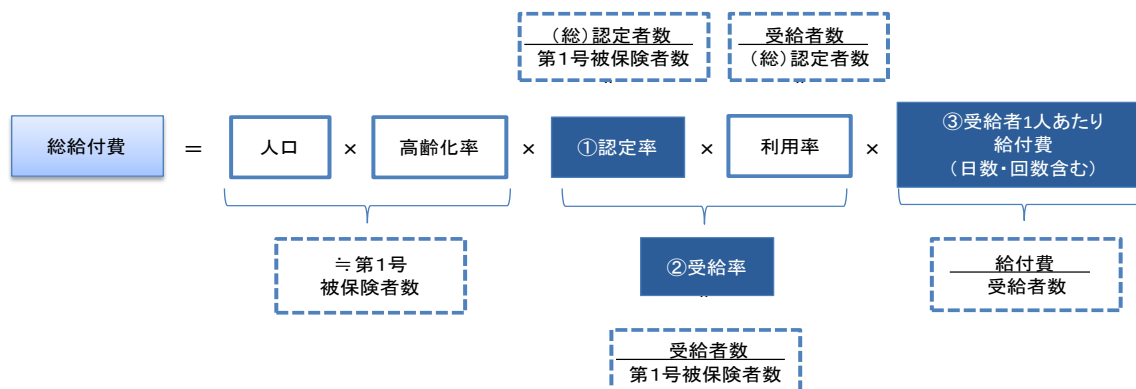 (総)認定者数
第1号被保険者数
受給者数
(総)認定者数
総給付費
＝
人口
×
高齢化率
×
①認定率
×
利用率
×
③受給者1人あたり
給付費
(日数・回数含む)
≒第1号
被保険者数
②受給率
給付費
受給者数
受給者数
第1号被保険者数